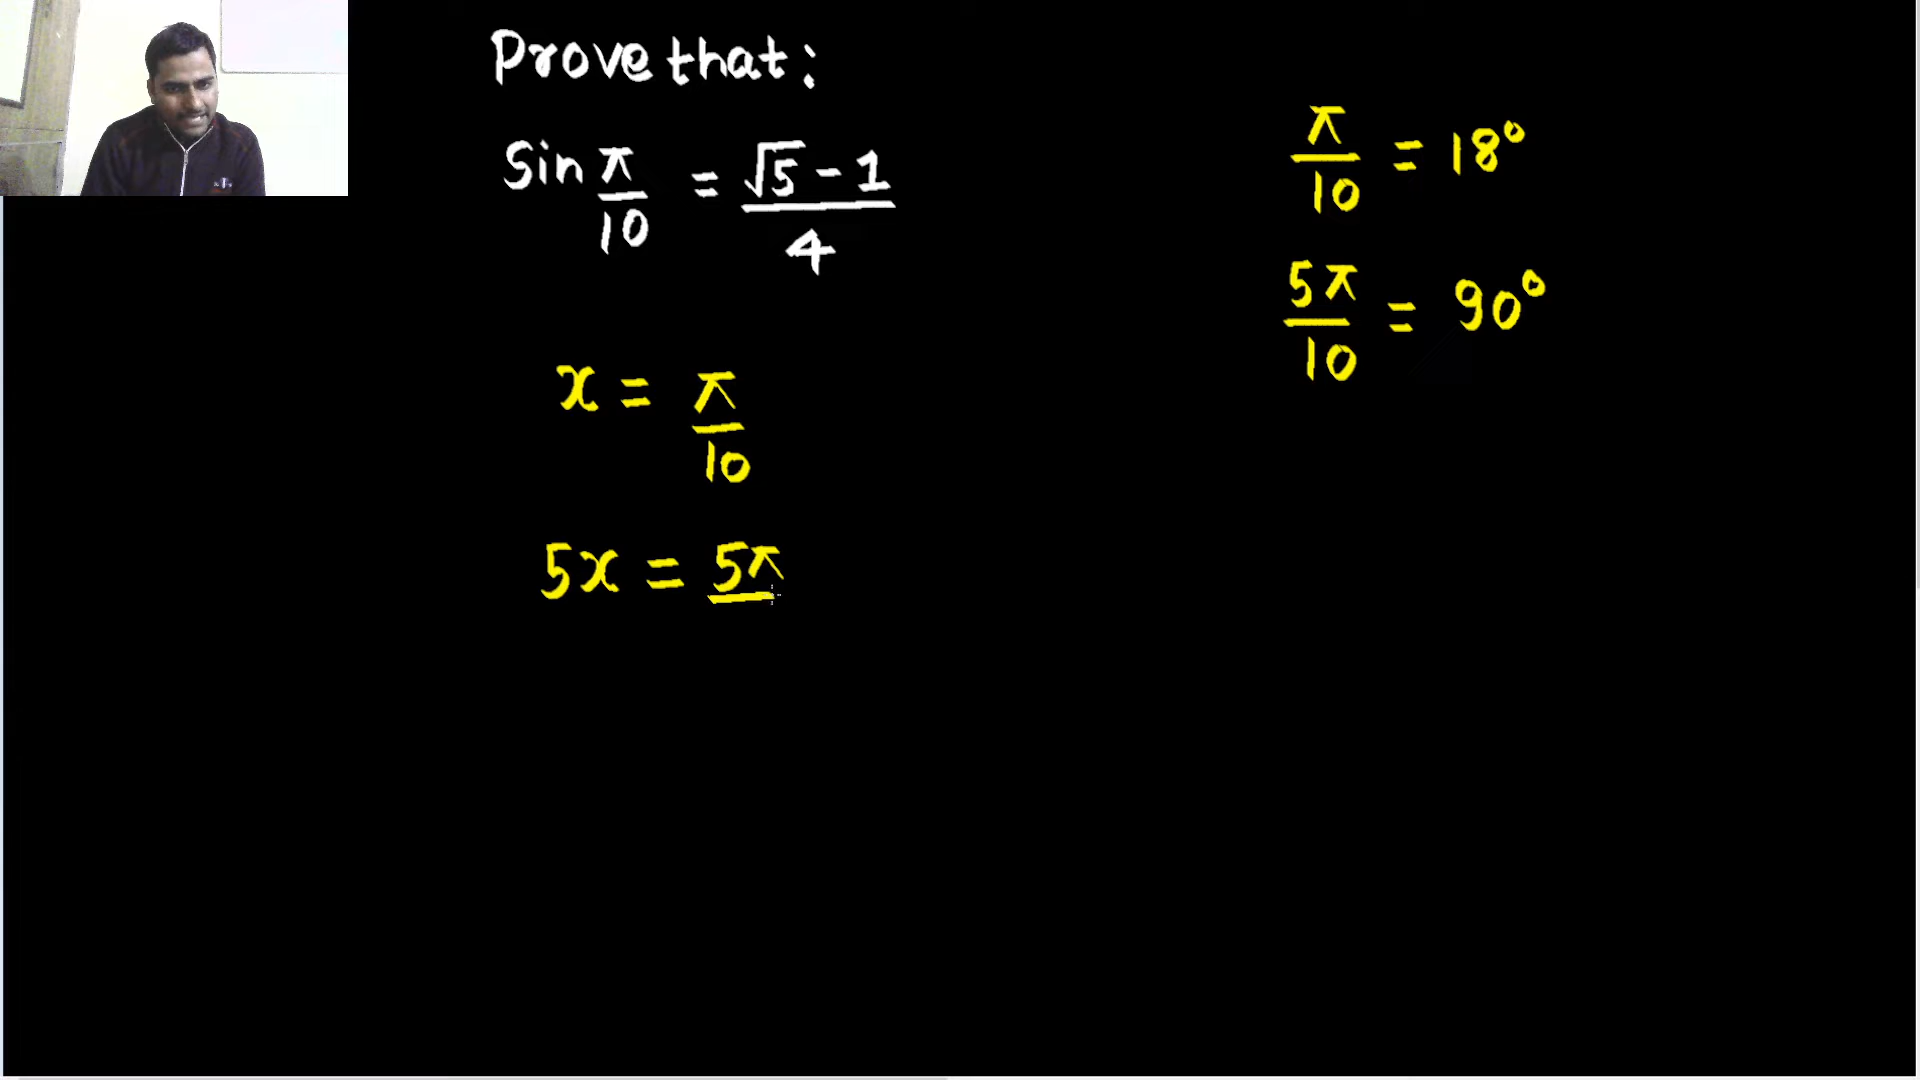 Prove that:
sin π/10 = (√5 - 1)/4
x = π/10
5x = 5π
π/10 = 18°
5π/10 = 90°